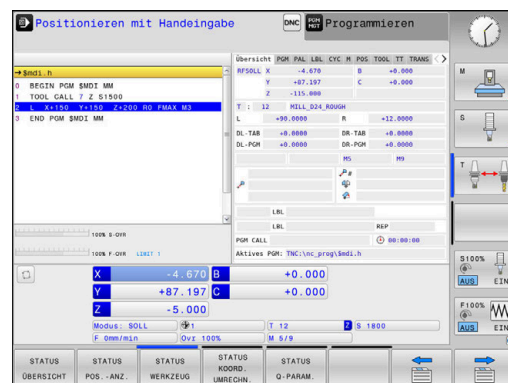 Positionieren mit Handeingabe
DNC PGM MGT Programmieren
→$mdi.h
0 BEGIN PGM $MDI MM
1 TOOL CALL 7 Z S1500
2 L X+150 Y+150 Z+200 R0 FMAX M3
3 END PGM $MDI MM
100% S-OVR
100% F-OVR LIMIT 1
Übersicht PGM PAL LBL CYC M POS TOOL TT TRANS
RFSOLL X -4.670 B +0.000
Y +87.197 C +0.000
Z -115.000
T : 12 MILL_D24_ROUGH
L +90.0000 R +12.0000
DL-TAB +0.0000 DR-TAB +0.0000
DL-PGM +0.0000 DR-PGM +0.0000
M5 M9
LBL
LBL REP
PGM CALL 00:00:00
Aktives PGM: TNC:\nc_prog\$mdi.h
X -4.670 B +0.000
Y +87.197 C +0.000
Z -5.000
Modus: SOLL 1 T 12 Z S 1800
F 0mm/min Ovr 100% M 5/9
M
S
T
S100%
AUS EIN
F100%
AUS EIN
STATUS ÜBERSICHT
STATUS POS.-ANZ.
STATUS WERKZEUG
STATUS KOORD. UMRECHN.
STATUS Q-PARAM.